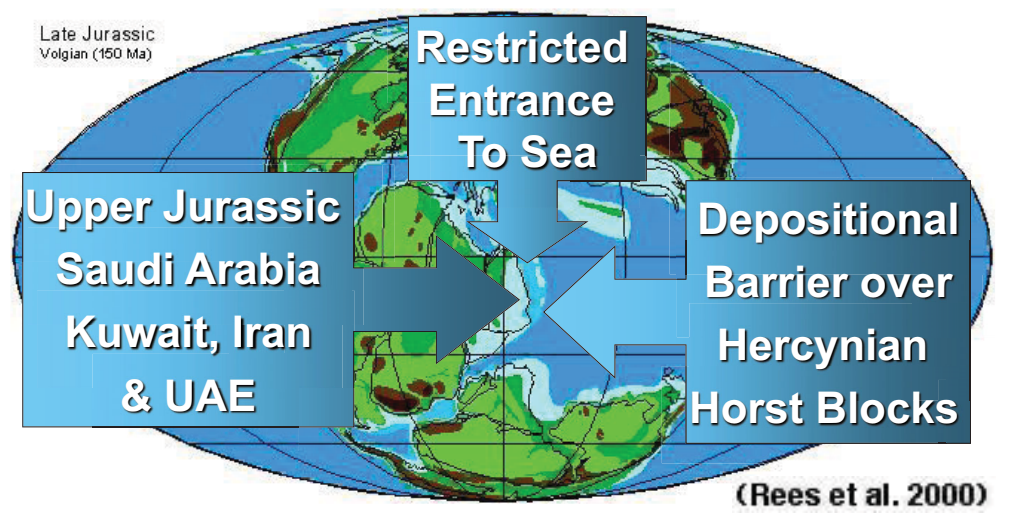 Late Jurassic
Volgian (150 Ma)
Restricted
Entrance
To Sea
Upper Jurassic
Saudi Arabia
Kuwait, Iran
& UAE
Depositional
Barrier over
Hercynian
Horst Blocks
(Rees et al. 2000)